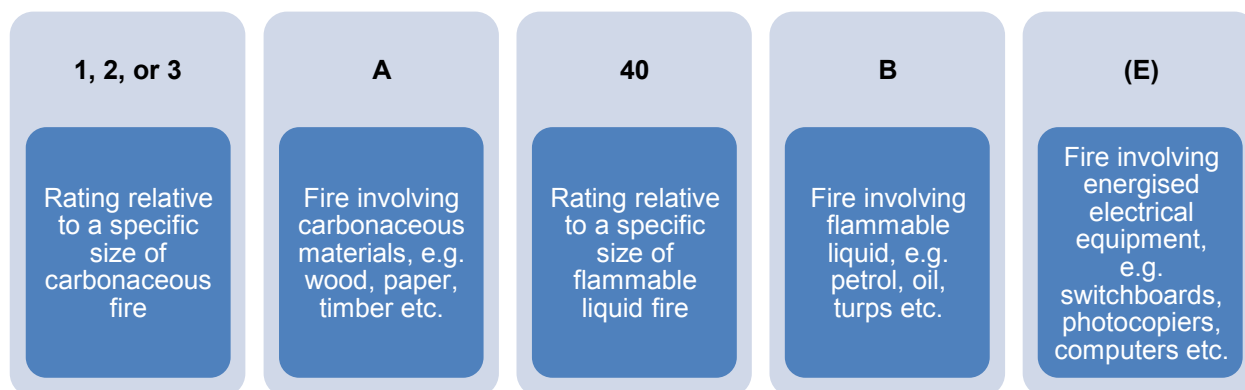 1, 2, or 3
Rating relative
to a specific
size of
carbonaceous
fire
A
Fire involving
carbonaceous
materials, e.g.
wood, paper,
timber etc.
40
Rating relative
to a specific
size of
flammable
liquid fire
B
Fire involving
flammable
liquid, e.g.
petrol, oil,
turps etc.
(E)
Fire involving
energised
electrical
equipment,
e.g.
switchboards,
photocopiers,
computers etc.